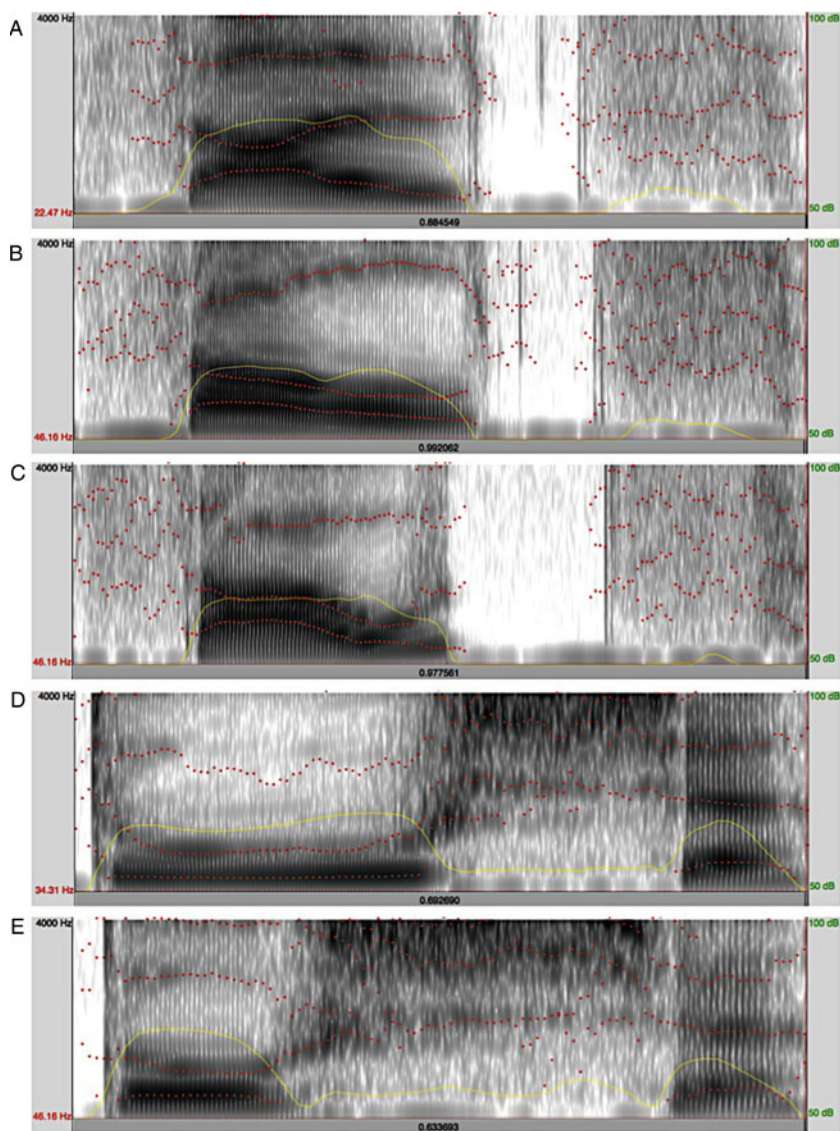 A
4000 Hz
100 dB
22.47 Hz
50 dB
0.884549
B
4000 Hz
100 dB
46.16 Hz
50 dB
0.992062
C
4000 Hz
100 dB
46.16 Hz
50 dB
0.977561
D
4000 Hz
100 dB
34.31 Hz
50 dB
0.692690
E
4000 Hz
100 dB
46.16 Hz
50 dB
0.633693